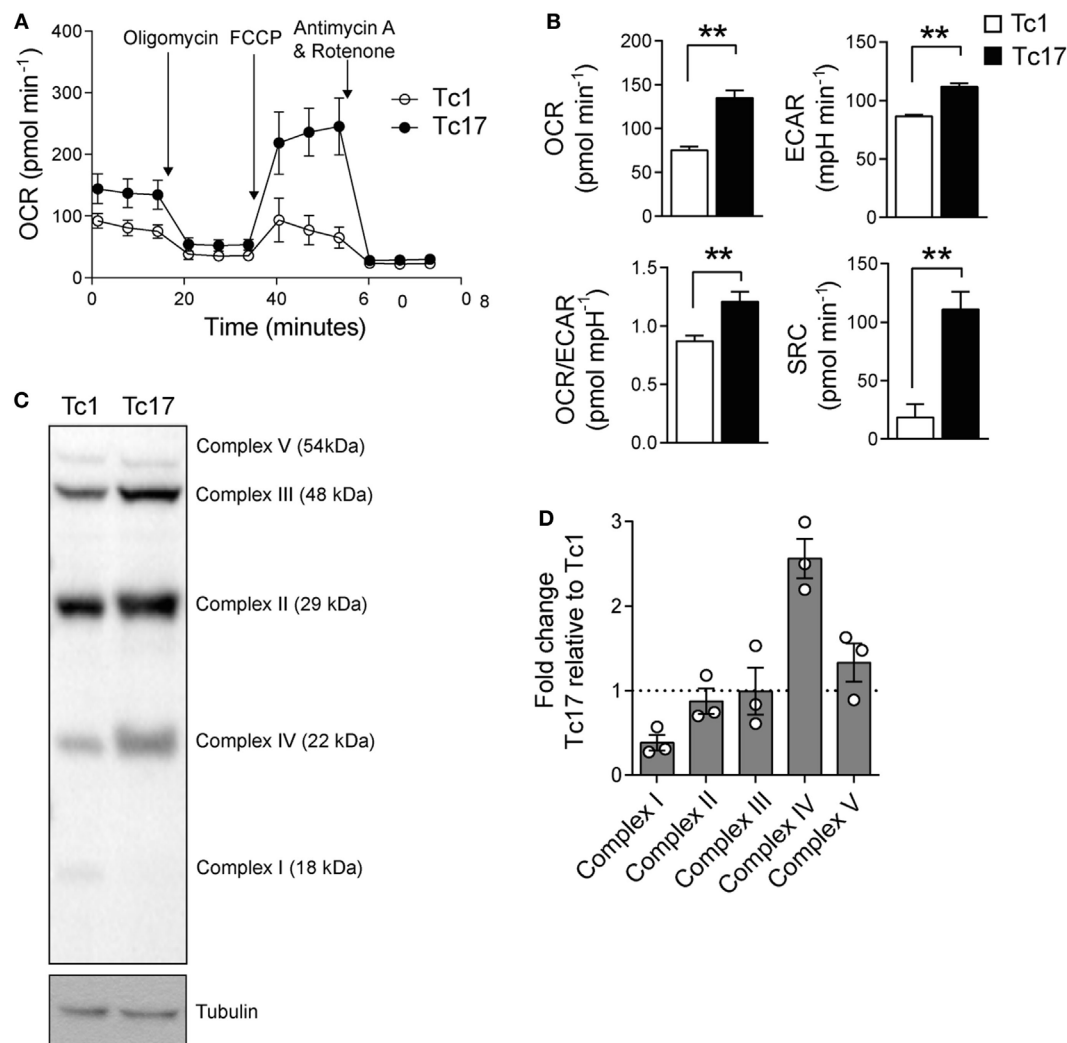 A
400
300
200
100
0
OCR (pmol min⁻¹)
Oligomycin
FCCP
Antimycin A
& Rotenone
Tc1
Tc17
0
20
40
6
0
0
8
Time (minutes)
B
Tc1
Tc17
200
150
100
50
0
OCR
(pmol min⁻¹)
**
150
100
50
0
ECAR
(mpH min⁻¹)
**
1.5
1.0
0.5
0.0
OCR/ECAR
(pmol mpH⁻¹)
**
150
100
50
0
SRC
(pmol min⁻¹)
**
C
Tc1 Tc17
Complex V (54kDa)
Complex III (48 kDa)
Complex II (29 kDa)
Complex IV (22 kDa)
Complex I (18 kDa)
Tubulin
D
3
2
1
0
Fold change
Tc17 relative to Tc1
Complex I
Complex II
Complex III
Complex IV
Complex V